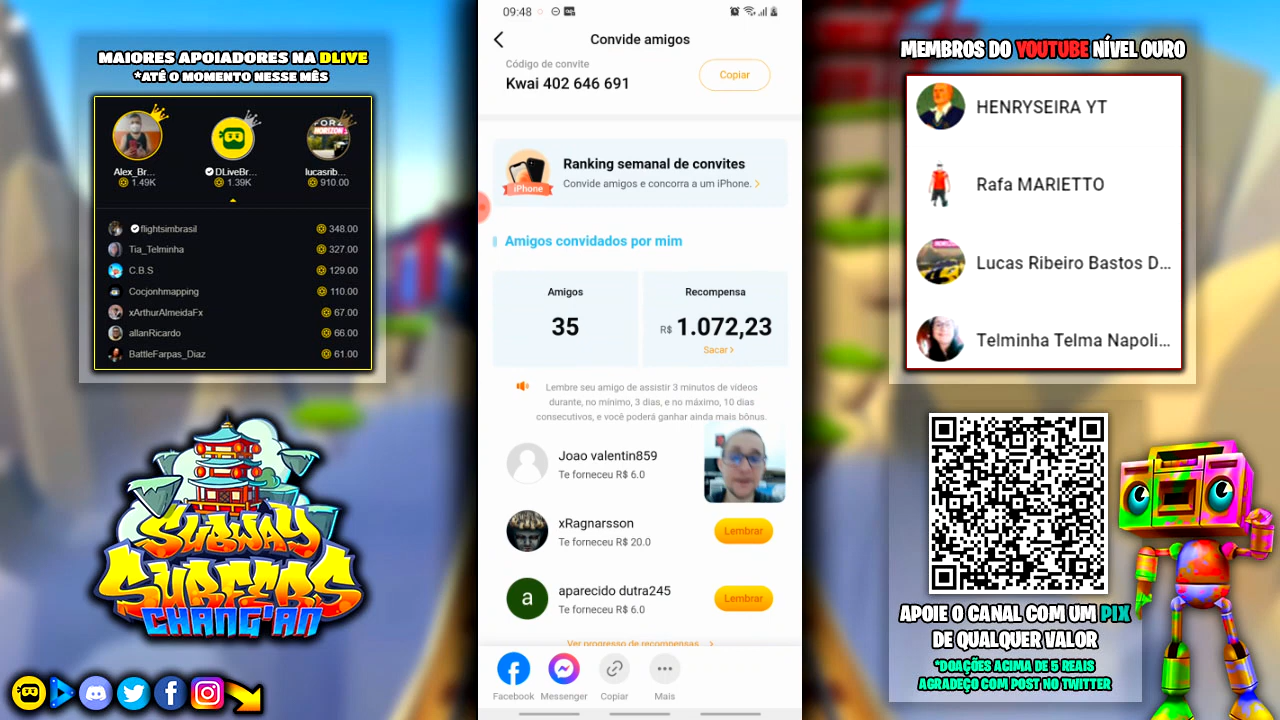 MAIORES APOIADORES NA DLIVE
*ATÉ O MOMENTO NESSE MÊS
Alex_Br...
1.49K
DLiveBr...
1.39K
FOR
HORIZON
lucasrib...
910.00
flightsimbrasil 348.00
Tia_Telminha 327.00
C.B.S 129.00
Cocjonhmapping 110.00
xArthurAlmeidaFx 67.00
allanRicardo 66.00
BattleFarpas_Diaz 61.00
SUBWAY
SURFERS
CHANG'AN
09:48
Convide amigos
Código de convite
Kwai 402 646 691
Copiar
iPhone
Ranking semanal de convites
Convide amigos e concorra a um iPhone. >
Amigos convidados por mim
Amigos
35
Recompensa
R$ 1.072,23
Sacar >
Lembre seu amigo de assistir 3 minutos de vídeos
durante, no mínimo, 3 dias, e no máximo, 10 dias
consecutivos, e você poderá ganhar ainda mais bônus.
Joao valentin859
Te forneceu R$ 6.0
xRagnarsson
Te forneceu R$ 20.0
Lembrar
a
aparecido dutra245
Te forneceu R$ 6.0
Lembrar
Ver progresso de recompensas >
Facebook
Messenger
Copiar
Mais
MEMBROS DO YOUTUBE NÍVEL OURO
HENRYSEIRA YT
Rafa MARIETTO
Lucas Ribeiro Bastos D...
Telminha Telma Napoli...
APOIE O CANAL COM UM PIX
DE QUALQUER VALOR
*DOAÇÕES ACIMA DE 5 REAIS
AGRADEÇO COM POST NO TWITTER